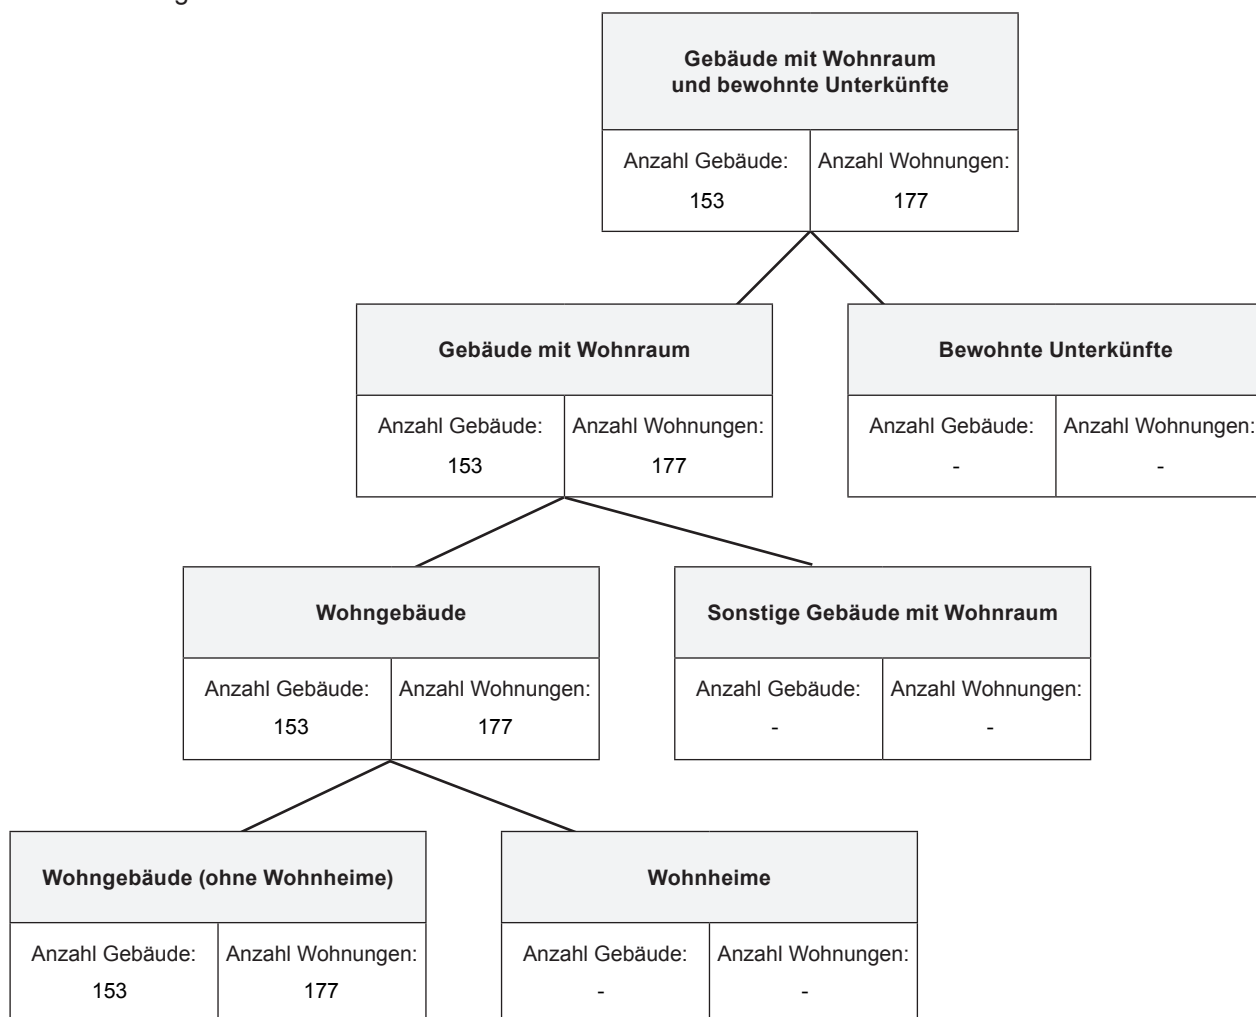 Gebäude mit Wohnraum
und bewohnte Unterkünfte
Anzahl Gebäude: Anzahl Wohnungen:
153 177
Gebäude mit Wohnraum Bewohnte Unterkünfte
Anzahl Gebäude: Anzahl Wohnungen: Anzahl Gebäude: Anzahl Wohnungen:
153 177 - -
Wohngebäude Sonstige Gebäude mit Wohnraum
Anzahl Gebäude: Anzahl Wohnungen: Anzahl Gebäude: Anzahl Wohnungen:
153 177 - -
Wohngebäude (ohne Wohnheime) Wohnheime
Anzahl Gebäude: Anzahl Wohnungen: Anzahl Gebäude: Anzahl Wohnungen:
153 177 - -